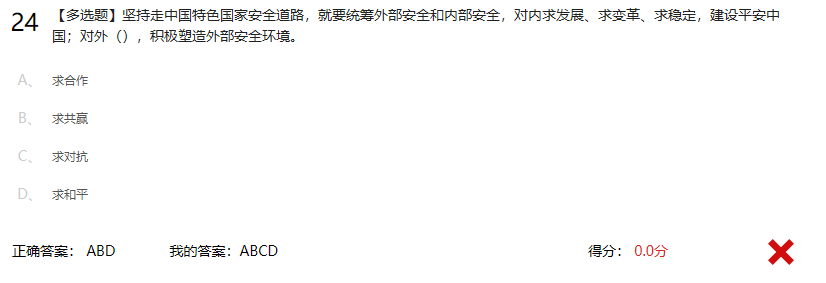 24 【多选题】坚持走中国特色国家安全道路，就要统筹外部安全和内部安全，对内求发展、求变革、求稳定，建设平安中
国；对外（），积极塑造外部安全环境。
A、 求合作
B、 求共赢
C、 求对抗
D、 求和平
正确答案： ABD 我的答案：ABCD 得分： 0.0分